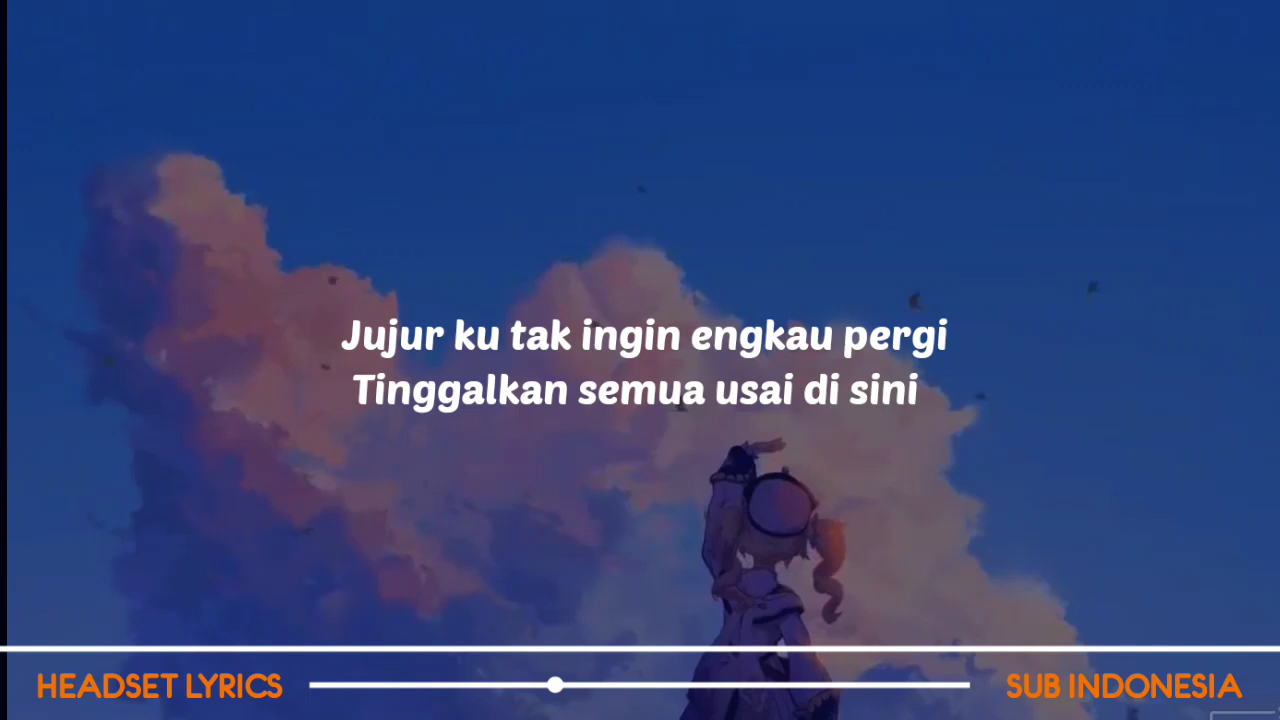 Jujur ku tak ingin engkau pergi
Tinggalkan semua usai di sini
HEADSET LYRICS
SUB INDONESIA